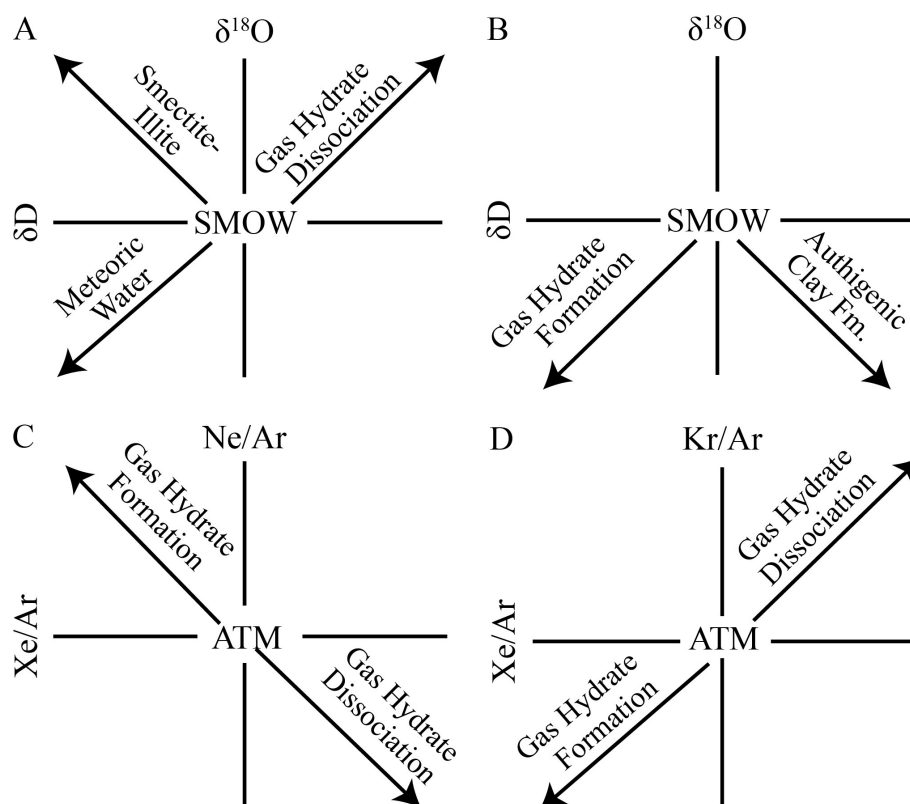 A
δ¹⁸O
Smectite-
Illite
Gas Hydrate
Dissociation
δD
SMOW
Meteoric
Water
B
δ¹⁸O
δD
SMOW
Gas Hydrate
Formation
Authigenic
Clay Fm.
C
Ne/Ar
Gas Hydrate
Formation
Xe/Ar
ATM
Gas Hydrate
Dissociation
D
Kr/Ar
Gas Hydrate
Dissociation
Xe/Ar
ATM
Gas Hydrate
Formation